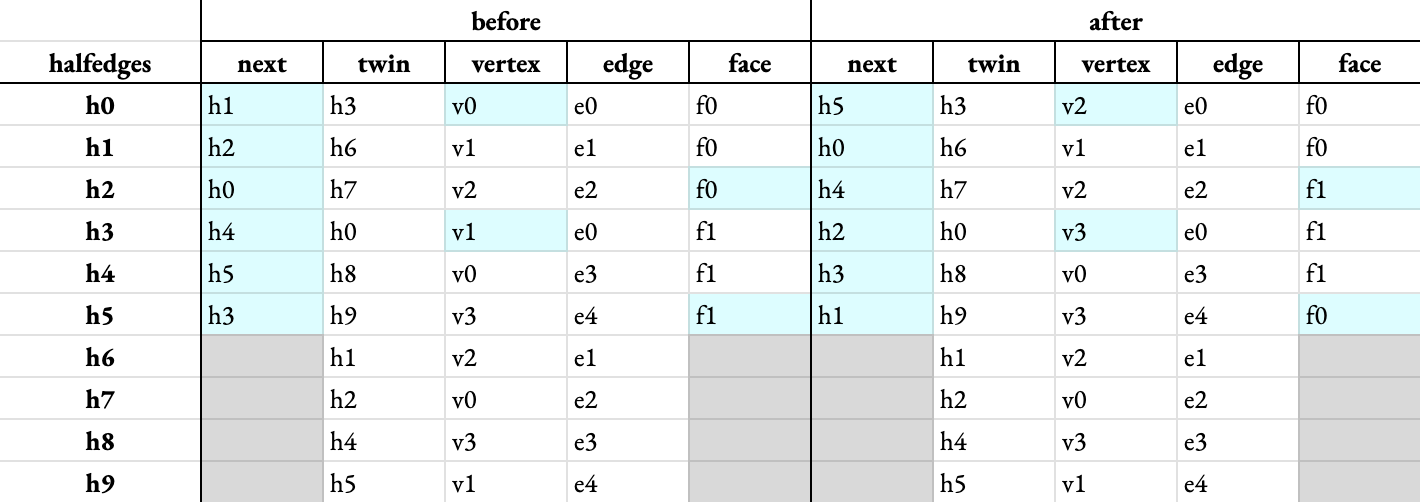 before after
halfedges next twin vertex edge face next twin vertex edge face
h0 h1 h3 v0 e0 f0 h5 h3 v2 e0 f0
h1 h2 h6 v1 e1 f0 h0 h6 v1 e1 f0
h2 h0 h7 v2 e2 f0 h4 h7 v2 e2 f1
h3 h4 h0 v1 e0 f1 h2 h0 v3 e0 f1
h4 h5 h8 v0 e3 f1 h3 h8 v0 e3 f1
h5 h3 h9 v3 e4 f1 h1 h9 v3 e4 f0
h6 h1 v2 e1 h1 v2 e1
h7 h2 v0 e2 h2 v0 e2
h8 h4 v3 e3 h4 v3 e3
h9 h5 v1 e4 h5 v1 e4